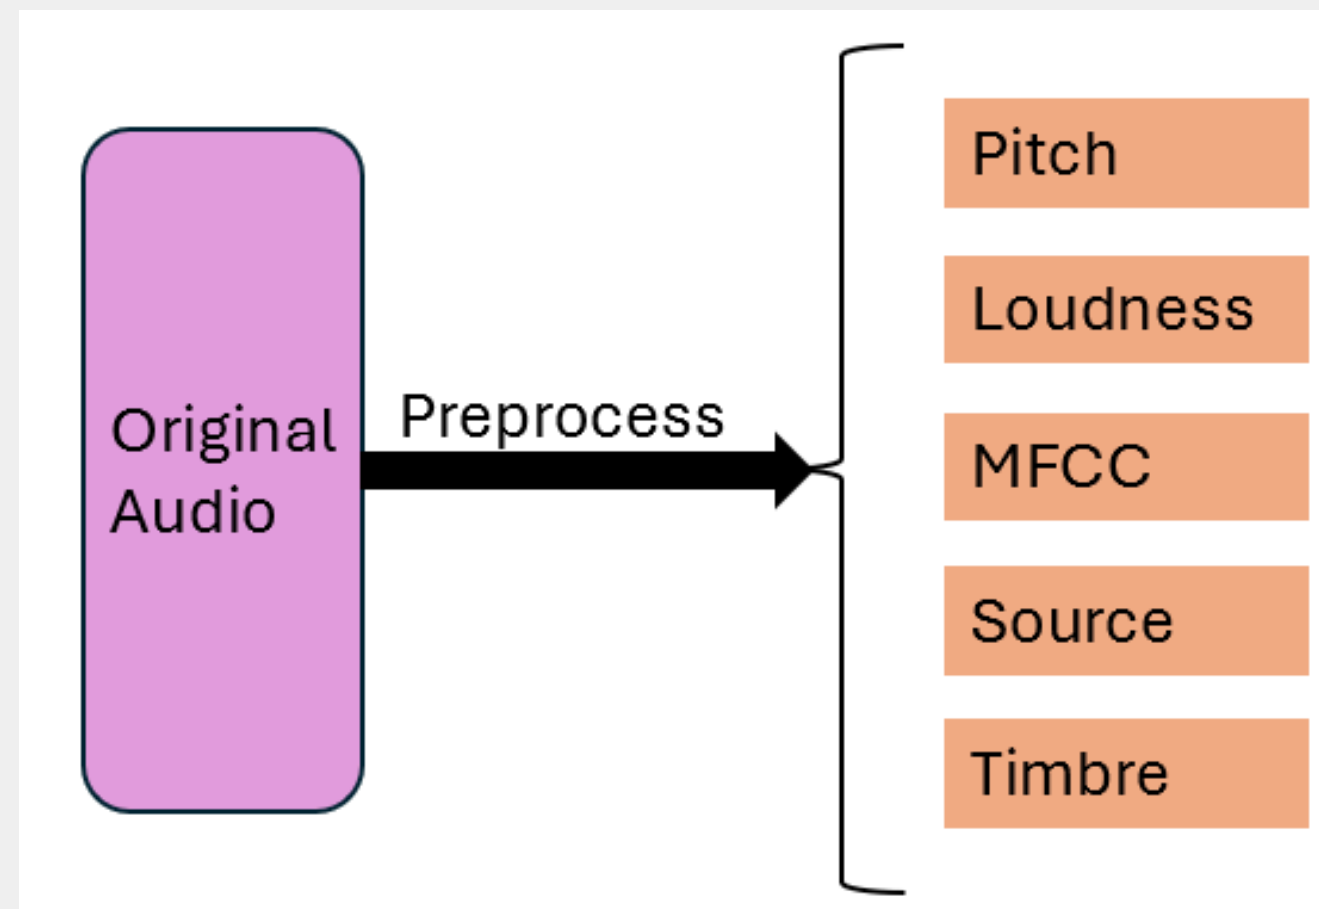 Original
Audio
Preprocess
Pitch
Loudness
MFCC
Source
Timbre